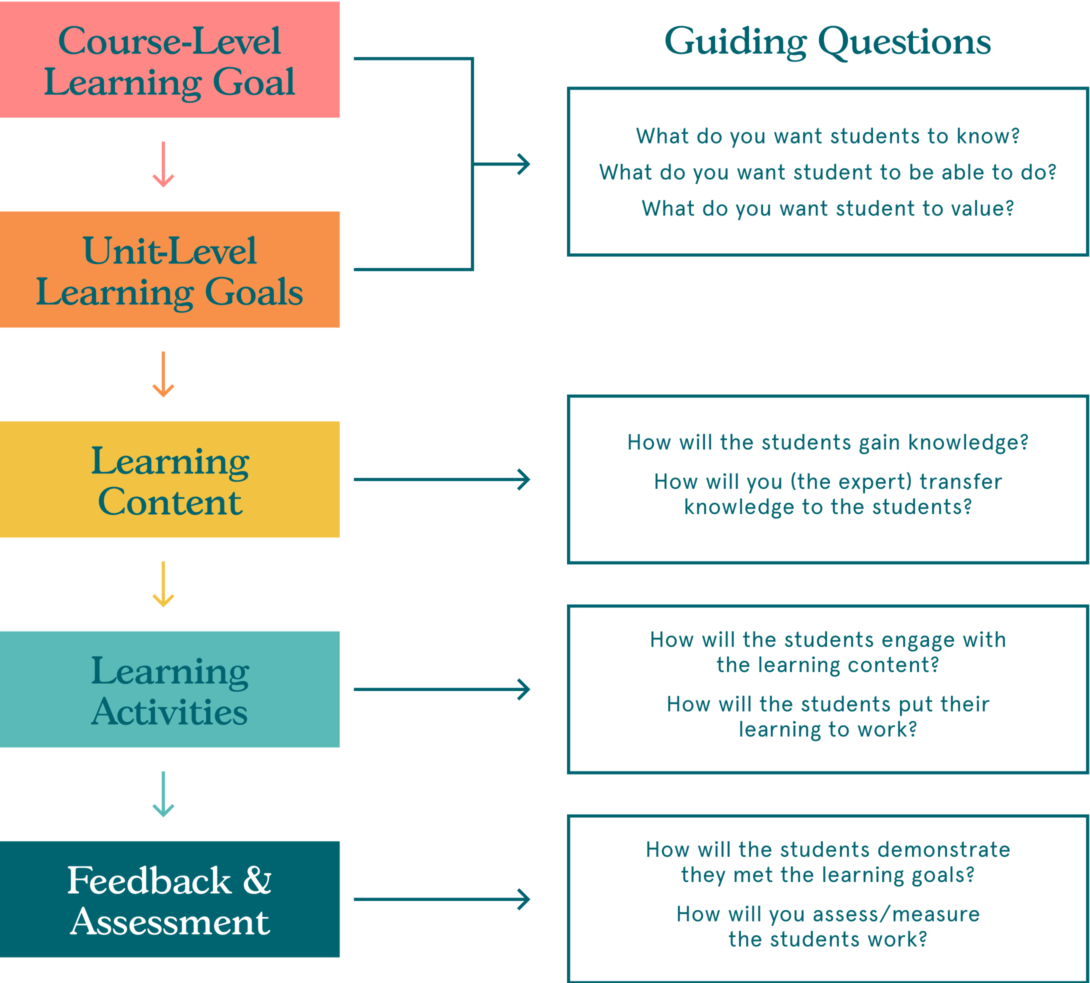 Course-Level
Learning Goal
Guiding Questions
What do you want students to know?
What do you want student to be able to do?
What do you want student to value?
Unit-Level
Learning Goals
Learning
Content
How will the students gain knowledge?
How will you (the expert) transfer
knowledge to the students?
Learning
Activities
How will the students engage with
the learning content?
How will the students put their
learning to work?
Feedback &
Assessment
How will the students demonstrate
they met the learning goals?
How will you assess/measure
the students work?